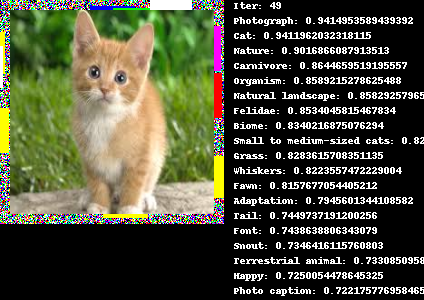 Iter: 49
Photograph: 0.9414953589439392
Cat: 0.9411962032318115
Nature: 0.9016866087913513
Carnivore: 0.8644659519195557
Organism: 0.8589215278625488
Natural landscape: 0.85829257965
Felidae: 0.8534045815467834
Biome: 0.8340216875076294
Small to medium-sized cats: 0.82
Grass: 0.8283615708351135
Whiskers: 0.8223557472229004
Fawn: 0.8157677054405212
Adaptation: 0.7945601344108582
Tail: 0.7449737191200256
Font: 0.7438638806343079
Snout: 0.7346416115760803
Terrestrial animal: 0.7330850958
Happy: 0.7250054478645325
Photo caption: 0.722175776958465